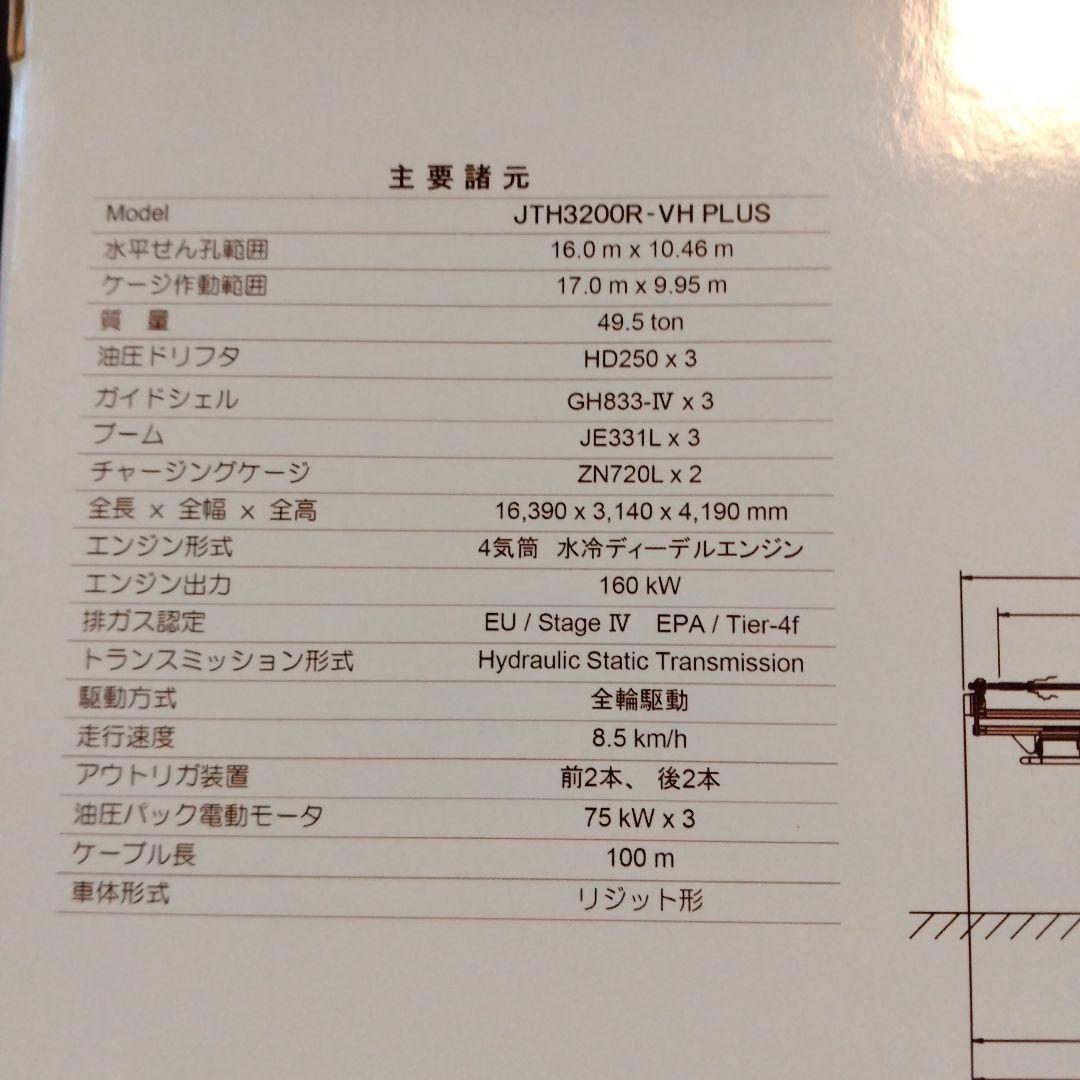 主要諸元
Model JTH3200R-VH PLUS
水平せん孔範囲 16.0 m x 10.46 m
ケージ作動範囲 17.0 m x 9.95 m
質 量 49.5 ton
油圧ドリフタ HD250 x 3
ガイドシェル GH833-Ⅳ x 3
ブーム JE331L x 3
チャージングケージ ZN720L x 2
全長 x 全幅 x 全高 16,390 x 3,140 x 4,190 mm
エンジン形式 4気筒 水冷ディーデルエンジン
エンジン出力 160 kW
排ガス認定 EU / Stage Ⅳ EPA / Tier-4f
トランスミッション形式 Hydraulic Static Transmission
駆動方式 全輪駆動
走行速度 8.5 km/h
アウトリガ装置 前2本、後2本
油圧パック電動モータ 75 kW x 3
ケーブル長 100 m
車体形式 リジット形